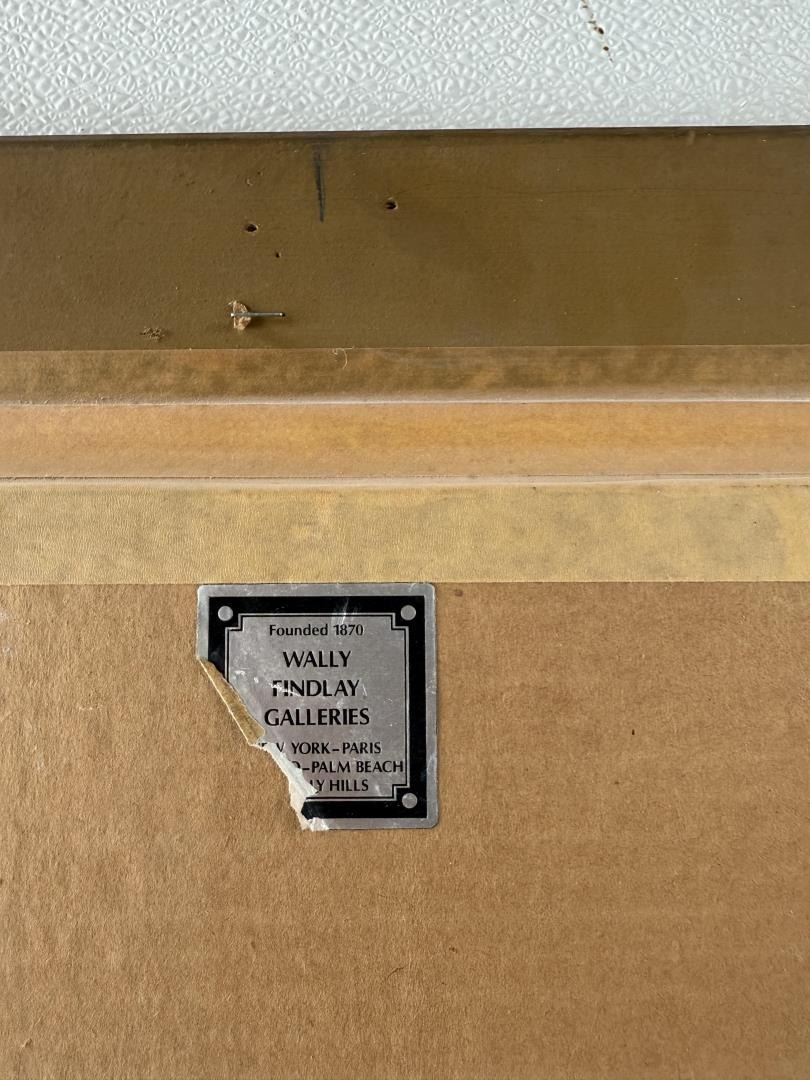 Founded 1870
WALLY
FINDLAY
GALLERIES
YORK–PARIS
–PALM BEACH
HILLS